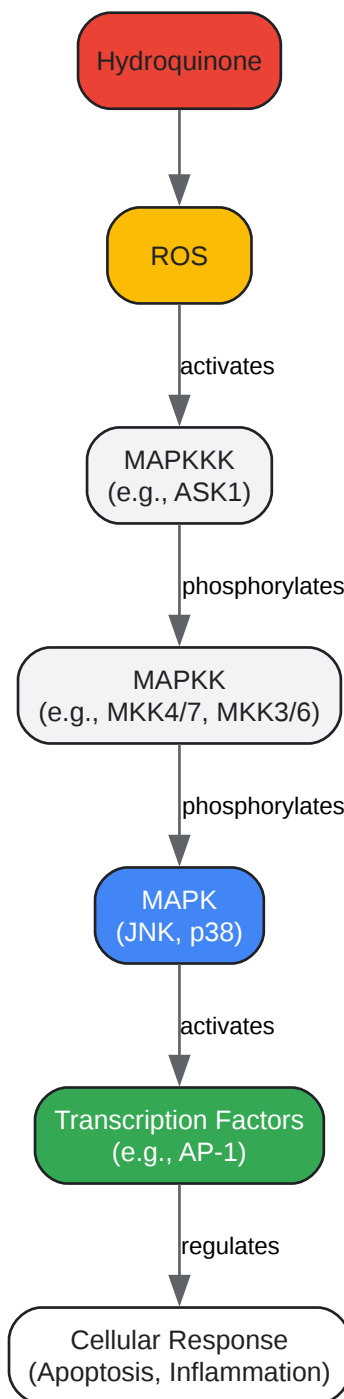 Hydroquinone
ROS
activates
MAPKKK
(e.g., ASK1)
phosphorylates
MAPKK
(e.g., MKK4/7, MKK3/6)
phosphorylates
MAPK
(JNK, p38)
activates
Transcription Factors
(e.g., AP-1)
regulates
Cellular Response
(Apoptosis, Inflammation)